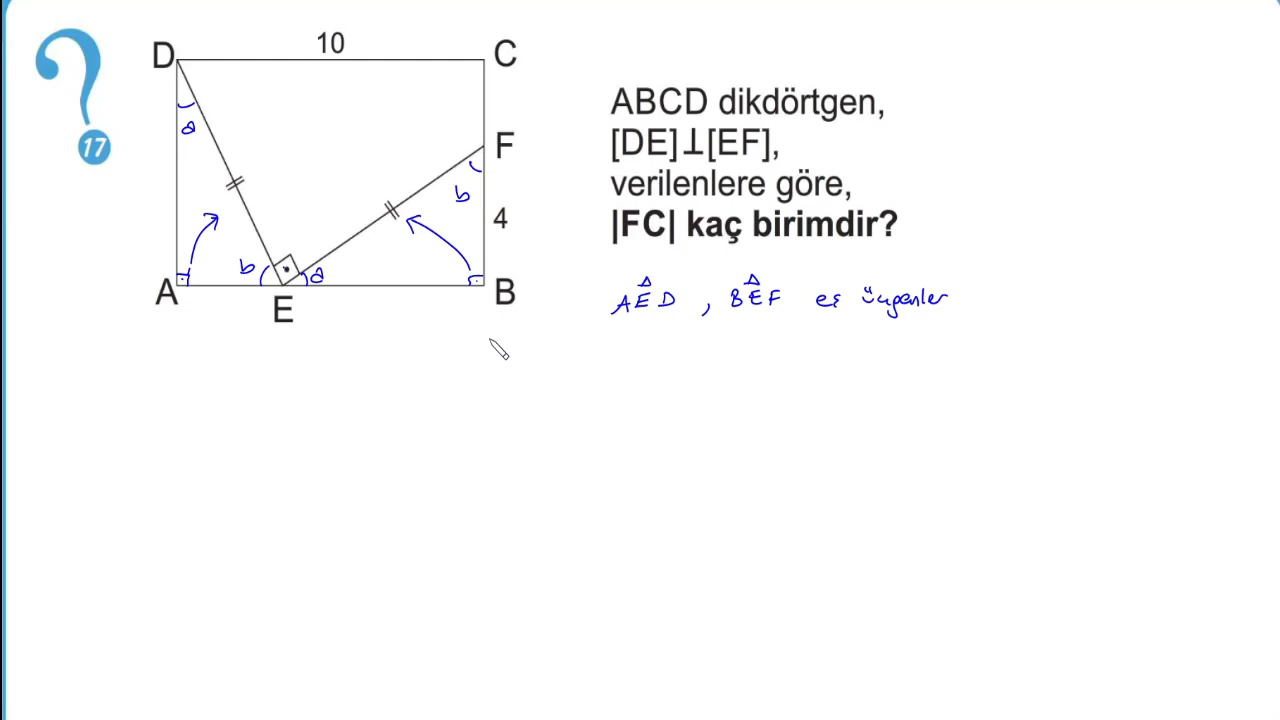 ?
17
10
D
C
a
F
b
4
b
a
A
E
B
ABCD dikdörtgen,
[DE]⊥[EF],
verilenlere göre,
|FC| kaç birimdir?
AED , BEF eş üçgenler